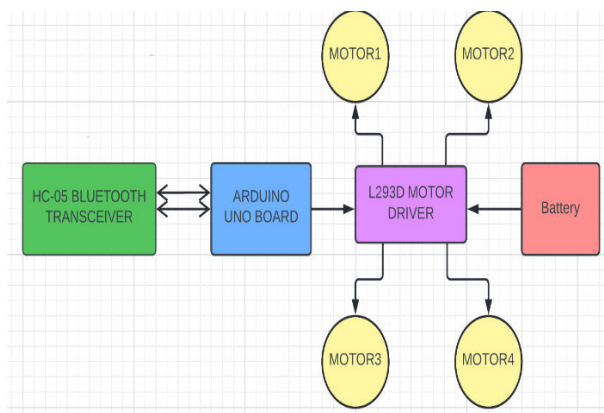 MOTOR1
MOTOR2
HC-05 BLUETOOTH
TRANSCEIVER
ARDUINO
UNO BOARD
L293D MOTOR
DRIVER
Battery
MOTOR3
MOTOR4